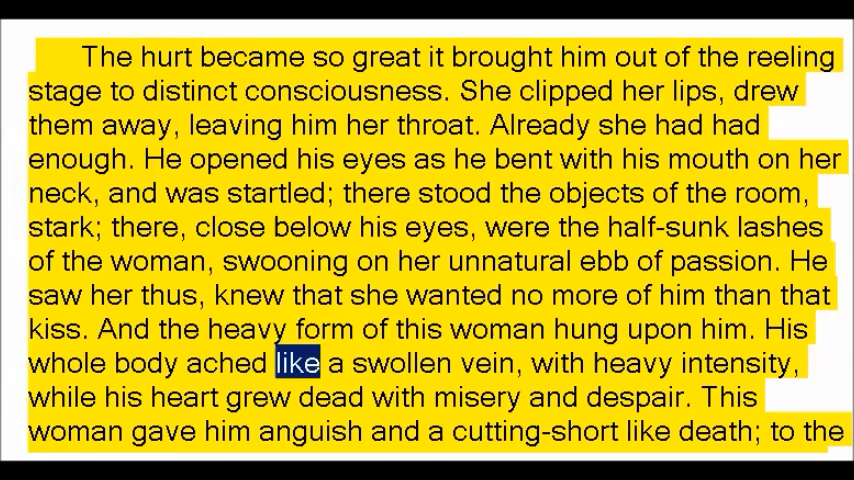 The hurt became so great it brought him out of the reeling
stage to distinct consciousness. She clipped her lips, drew
them away, leaving him her throat. Already she had had
enough. He opened his eyes as he bent with his mouth on her
neck, and was startled; there stood the objects of the room,
stark; there, close below his eyes, were the half-sunk lashes
of the woman, swooning on her unnatural ebb of passion. He
saw her thus, knew that she wanted no more of him than that
kiss. And the heavy form of this woman hung upon him. His
whole body ached like a swollen vein, with heavy intensity,
while his heart grew dead with misery and despair. This
woman gave him anguish and a cutting-short like death; to the